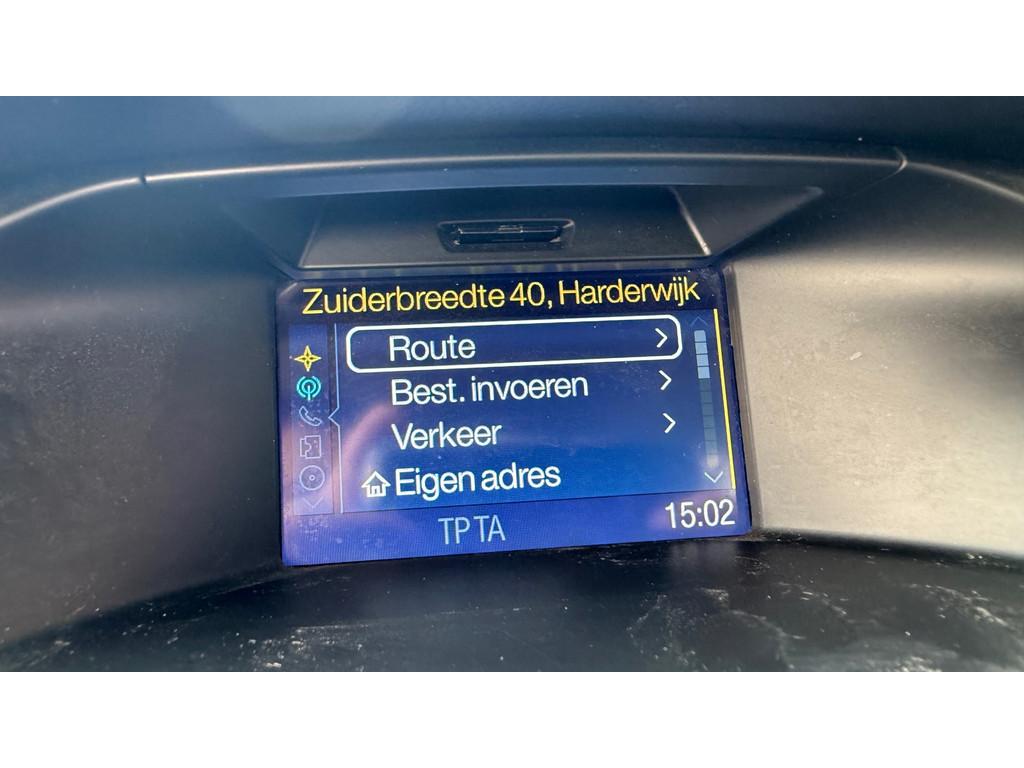 Zuiderbreedte 40, Harderwijk
Route
Best. invoeren
Verkeer
Eigen adres
TP TA
15:02